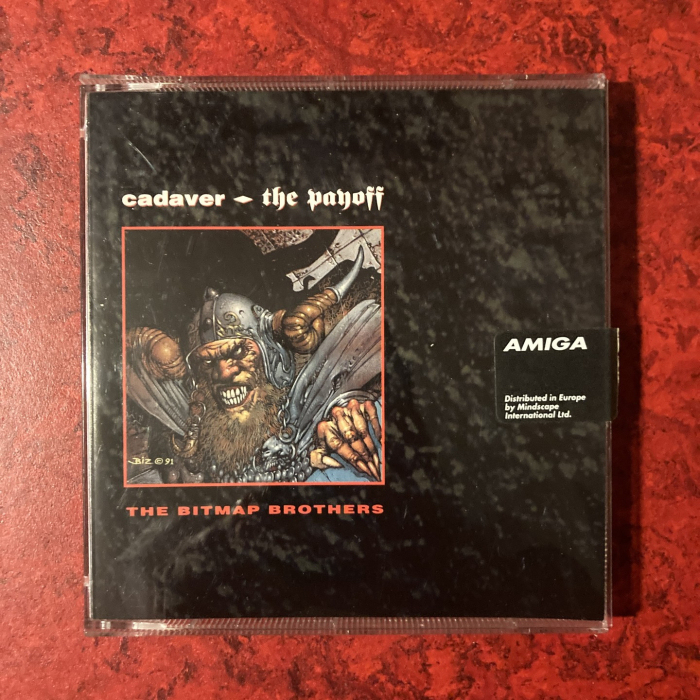 cadaver - the payoff
BIZ © 91
THE BITMAP BROTHERS
AMIGA
Distributed in Europe
by Mindscape
International Ltd.